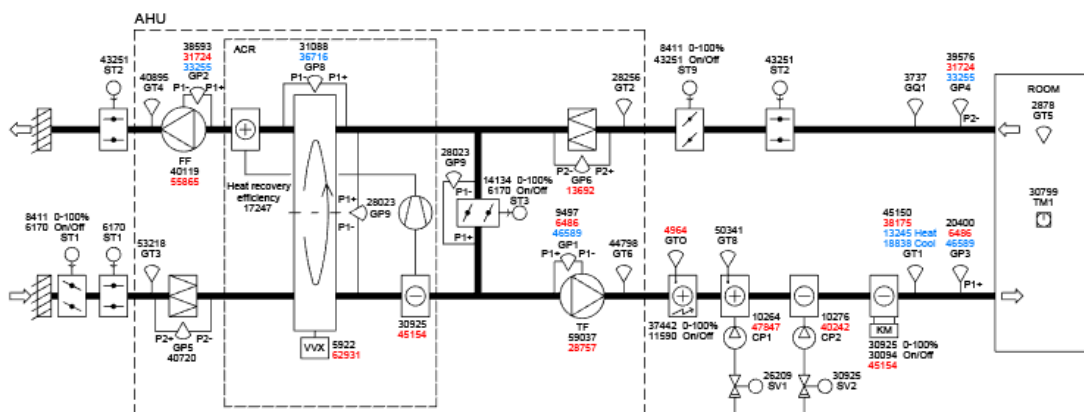 AHU
ACR
43251
ST2
40895
GT4
38593
31724
33255
GP2
P1-
P1+
31088
36716
GP8
P1-
P1+
28256
GT2
8411 0-100%
43251 On/Off
ST9
43251
ST2
3737
GQ1
39576
31724
33255
GP4
P2-
ROOM
2878
GT5
30799
TM1
FF
40119
55865
Heat recovery
efficiency
17247
28023
GP9
P1+
P1-
28023
GP9
P1-
P1+
14134 0-100%
6170 On/Off
ST3
P2-
P2+
GP6
13692
8411 0-100%
6170 On/Off
ST1
6170
ST1
53218
GT3
P2+
P2-
GP5
40720
VVX
5922
62931
30925
45154
9497
6486
46589
GP1
P1+
P1-
TF
59037
28757
44798
GT6
4964
GTO
37442 0-100%
11590 On/Off
50341
GT8
10264
47847
CP1
26209
SV1
10276
40242
CP2
30925
SV2
KM
30925 0-100%
30094 On/Off
45154
45150
38175
13245 Heat
18838 Cool
GT1
20400
6486
46589
GP3
P1+